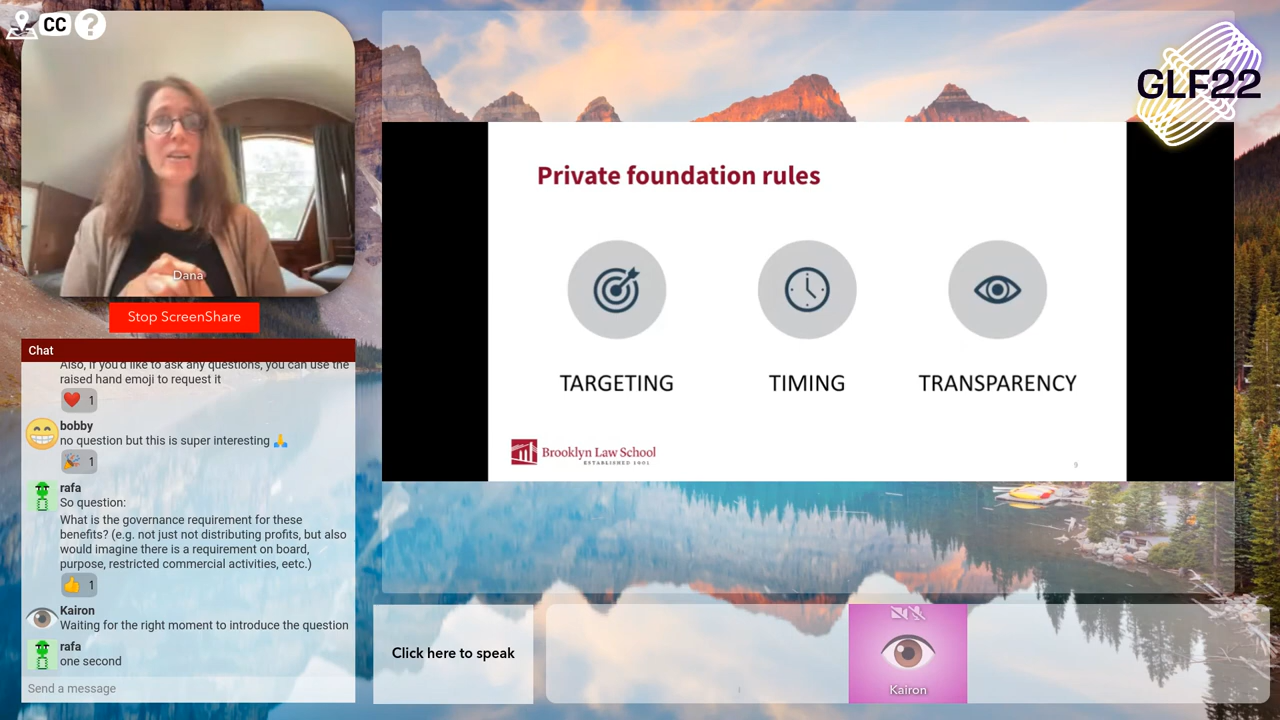 CC
?
GLF22
Dana
Stop ScreenShare
Chat
Also, if you'd like to ask any questions, you can use the
raised hand emoji to request it
1
bobby
no question but this is super interesting
1
rafa
So question:
What is the governance requirement for these
benefits? (e.g. not just not distributing profits, but also
would imagine there is a requirement on board,
purpose, restricted commercial activities, eetc.)
1
Kairon
Waiting for the right moment to introduce the question
rafa
one second
Send a message
Private foundation rules
TARGETING
TIMING
TRANSPARENCY
Brooklyn Law School
ESTABLISHED 1901
9
Click here to speak
Kairon